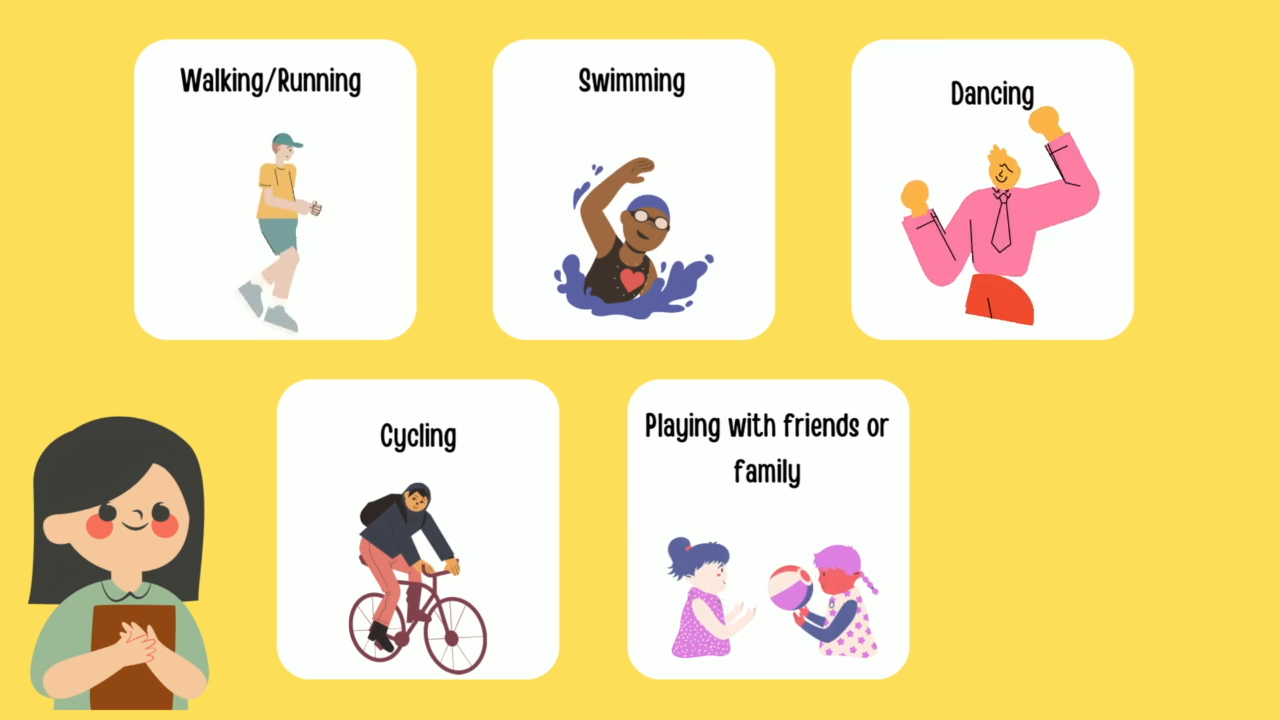 Walking/Running
Swimming
Dancing
Cycling
Playing with friends or
family